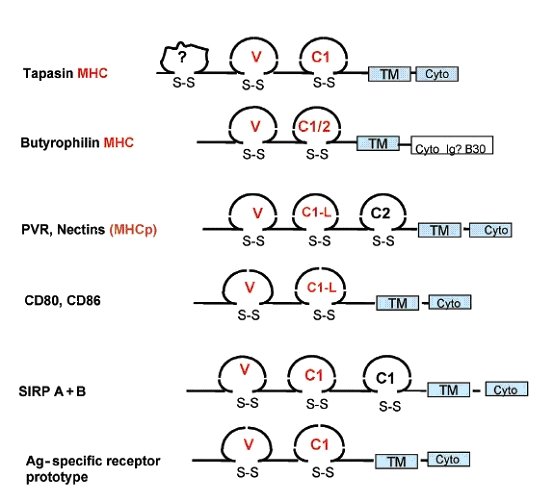 ? V C1
Tapasin MHC S-S S-S S-S TM Cyto
V C1/2
Butyrophilin MHC S-S S-S TM Cyto Ig? B30
V C1-L C2
PVR, Nectins (MHCp) S-S S-S S-S TM Cyto
V C1-L
CD80, CD86 S-S S-S TM Cyto
V C1 C1
SIRP A + B S-S S-S S-S TM Cyto
V C1
Ag-specific receptor S-S S-S TM Cyto
prototype